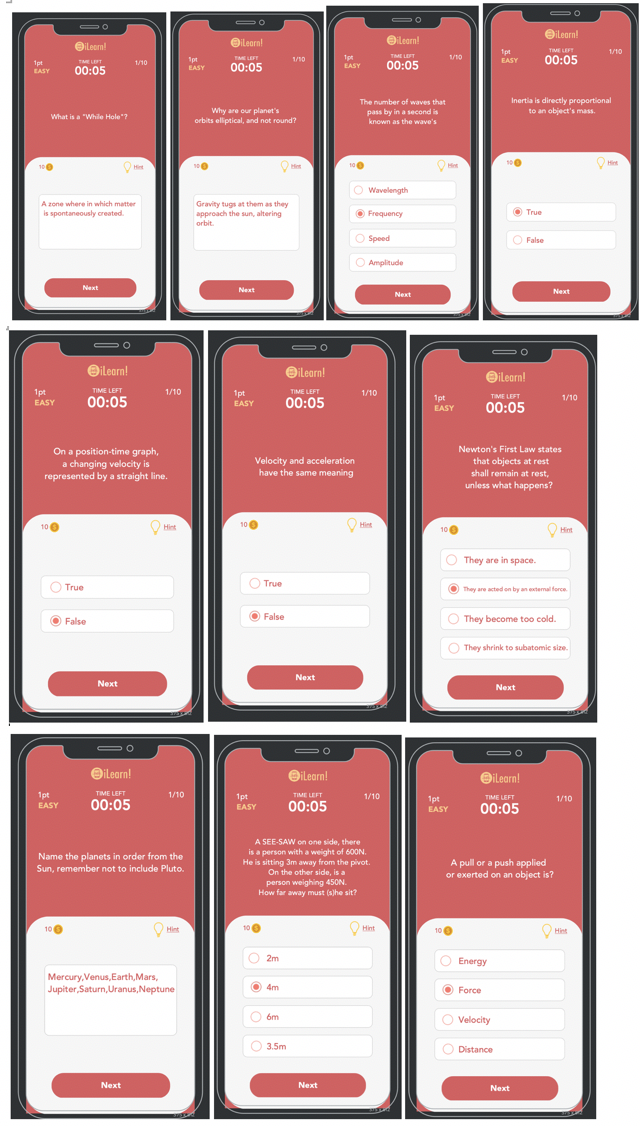 iLearn!
1pt
TIME LEFT
1/10
EASY
00:05
What is a "While Hole"?
10
Hint
A zone where in which matter
is spontaneously created.
Next
iLearn!
1pt
TIME LEFT
1/10
EASY
00:05
Why are our planet's
orbits elliptical, and not round?
10
Hint
Gravity tugs at them as they
approach the sun, altering
orbit.
Next
iLearn!
1pt
TIME LEFT
1/10
EASY
00:05
The number of waves that
pass by in a second is
known as the wave's
10
Hint
Wavelength
Frequency
Speed
Amplitude
Next
iLearn!
1pt
TIME LEFT
1/10
EASY
00:05
Inertia is directly proportional
to an object's mass.
10
Hint
True
False
Next
iLearn!
1pt
TIME LEFT
1/10
EASY
00:05
On a position-time graph,
a changing velocity is
represented by a straight line.
10
Hint
True
False
Next
iLearn!
1pt
TIME LEFT
1/10
EASY
00:05
Velocity and acceleration
have the same meaning
10
Hint
True
False
Next
iLearn!
1pt
TIME LEFT
1/10
EASY
00:05
Newton's First Law states
that objects at rest
shall remain at rest,
unless what happens?
10
Hint
They are in space.
They are acted on by an external force.
They become too cold.
They shrink to subatomic size.
Next
iLearn!
1pt
TIME LEFT
1/10
EASY
00:05
Name the planets in order from the
Sun, remember not to include Pluto.
10
Hint
Mercury,Venus,Earth,Mars,
Jupiter,Saturn,Uranus,Neptune
Next
iLearn!
1pt
TIME LEFT
1/10
EASY
00:05
A SEE-SAW on one side, there
is a person with a weight of 600N.
He is sitting 3m away from the pivot.
On the other side, is a
person weighing 450N.
How far away must (s)he sit?
10
Hint
2m
4m
6m
3.5m
Next
iLearn!
1pt
TIME LEFT
1/10
EASY
00:05
A pull or a push applied
or exerted on an object is?
10
Hint
Energy
Force
Velocity
Distance
Next